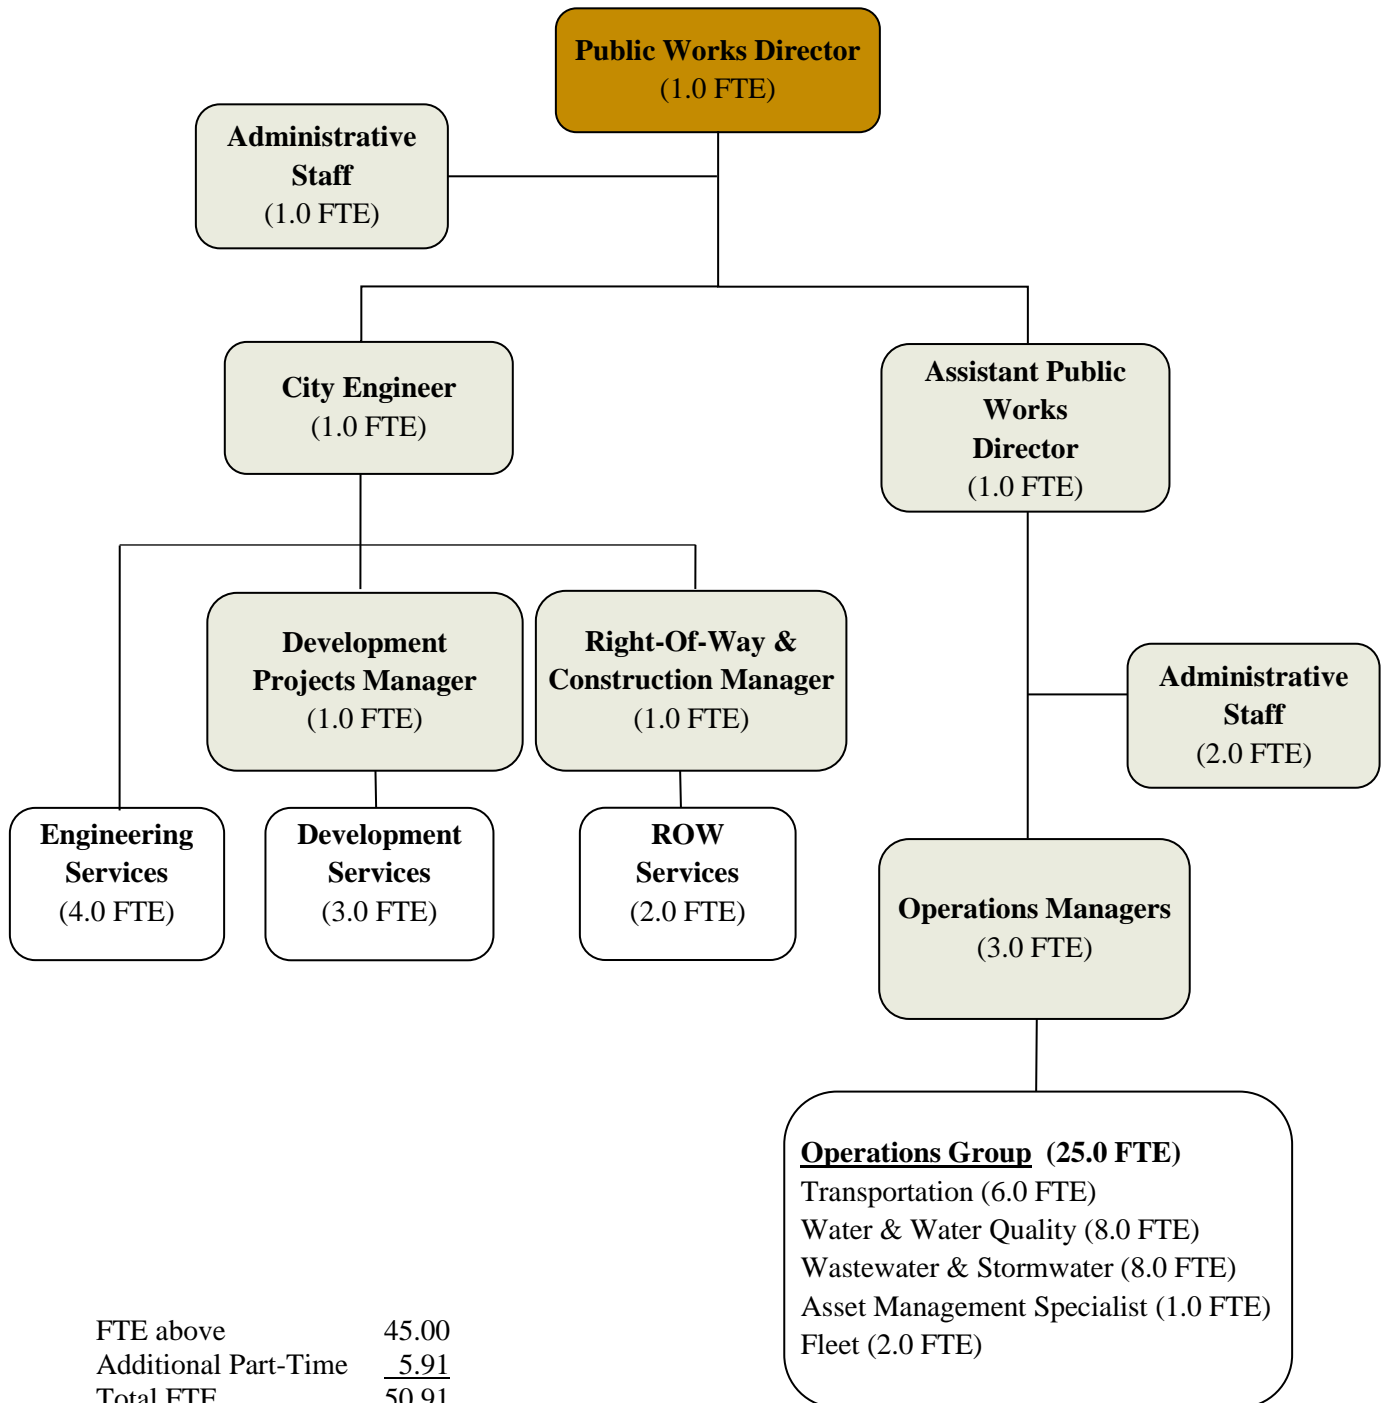 Public Works Director
(1.0 FTE)
Administrative
Staff
(1.0 FTE)
City Engineer
(1.0 FTE)
Assistant Public
Works
Director
(1.0 FTE)
Development
Projects Manager
(1.0 FTE)
Right-Of-Way &
Construction Manager
(1.0 FTE)
Administrative
Staff
(2.0 FTE)
Engineering
Services
(4.0 FTE)
Development
Services
(3.0 FTE)
ROW
Services
(2.0 FTE)
Operations Managers
(3.0 FTE)
Operations Group (25.0 FTE)
Transportation (6.0 FTE)
Water & Water Quality (8.0 FTE)
Wastewater & Stormwater (8.0 FTE)
Asset Management Specialist (1.0 FTE)
Fleet (2.0 FTE)
FTE above 45.00
Additional Part-Time 5.91
Total FTE 50.91